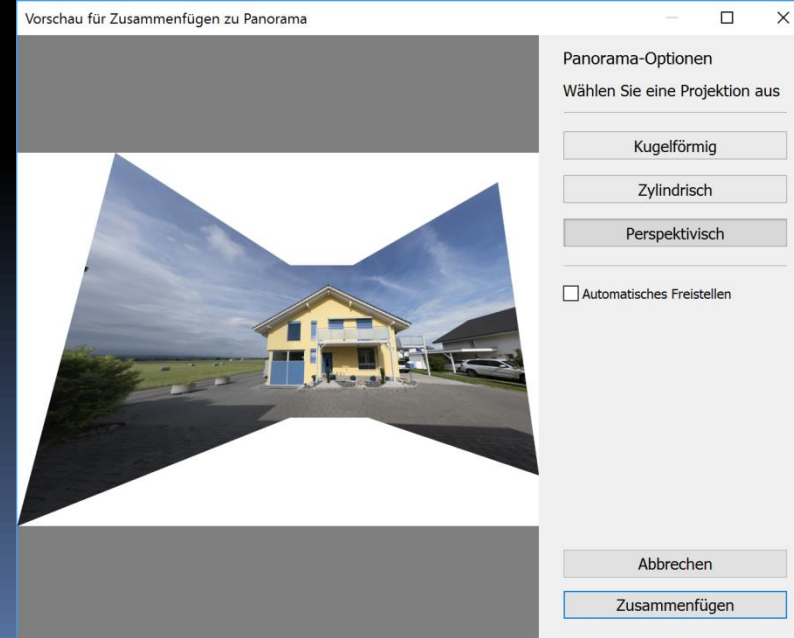 Vorschau für Zusammenfügen zu Panorama
Panorama-Optionen
Wählen Sie eine Projektion aus
Kugelförmig
Zylindrisch
Perspektivisch
Automatisches Freistellen
Abbrechen
Zusammenfügen